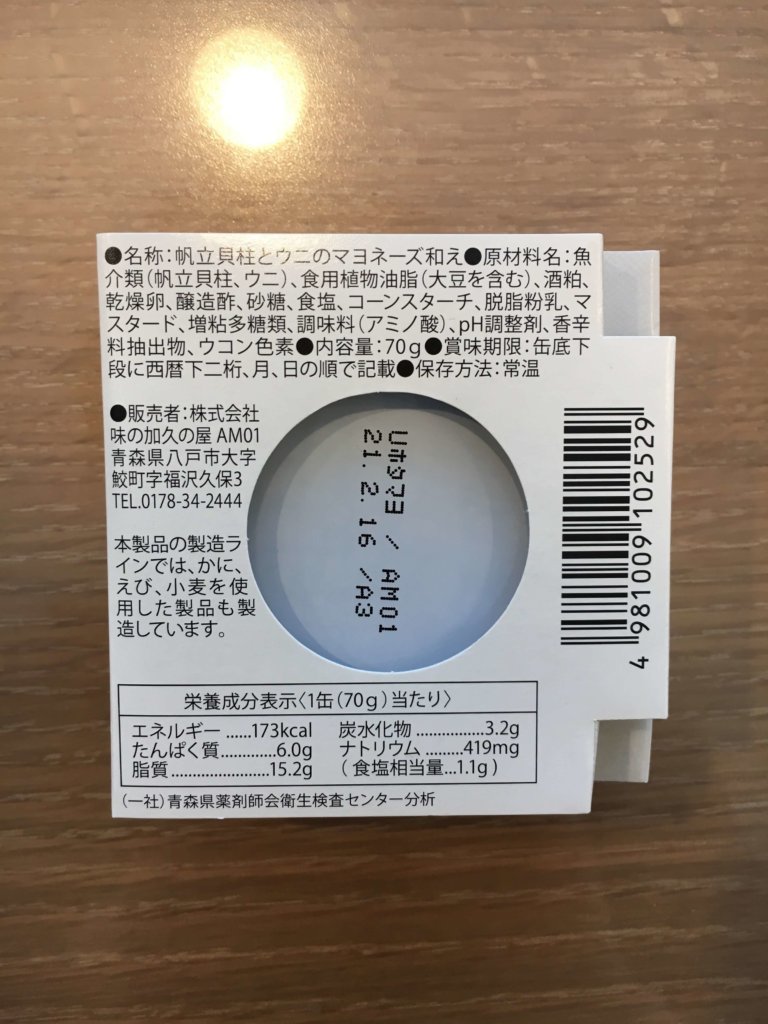 ●名称:帆立貝柱とウニのマヨネーズ和え●原材料名:魚
介類(帆立貝柱、ウニ)、食用植物油脂(大豆を含む)、酒粕、
乾燥卵、醸造酢、砂糖、食塩、コーンスターチ、脱脂粉乳、マ
スタード、増粘多糖類、調味料(アミノ酸)、pH調整剤、香辛
料抽出物、ウコン色素●内容量:70g●賞味期限:缶底下
段に西暦下二桁、月、日の順で記載●保存方法:常温
●販売者:株式会社
味の加久の屋 AM01
青森県八戸市大字
鮫町字福沢久保3
TEL.0178-34-2444
本製品の製造ラ
インでは、かに、
えび、小麦を使
用した製品も製
造しています。
Uホタマヨ / AM01
21. 2. 16 /A3
4 981009 102529
栄養成分表示〈1缶(70g)当たり〉
エネルギー ......173kcal 炭水化物 ................3.2g
たんぱく質.............6.0g ナトリウム .........419mg
脂質........................15.2g (食塩相当量...1.1g)
(一社)青森県薬剤師会衛生検査センター分析